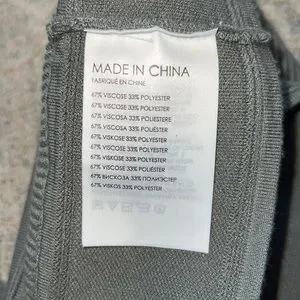 MADE IN CHINA
FABRIQUÉ EN CHINE
67% VISCOSE 33% POLYESTER
67% VISCOSE 33% POLYESTER
67% VISCOSA 33% POLIESTERE
67% VISCOSA 33% POLIÉSTER
67% VISCOSE 33% POLYESTER
67% VISKOSE 33% POLYESTER
67% VISKOSE 33% POLYESTER
67% VISCOSE 33% POLYESTER
67% ВИСКОЗА 33% ПОЛИЭСТЕР
67% VISKOS 33% POLYESTER